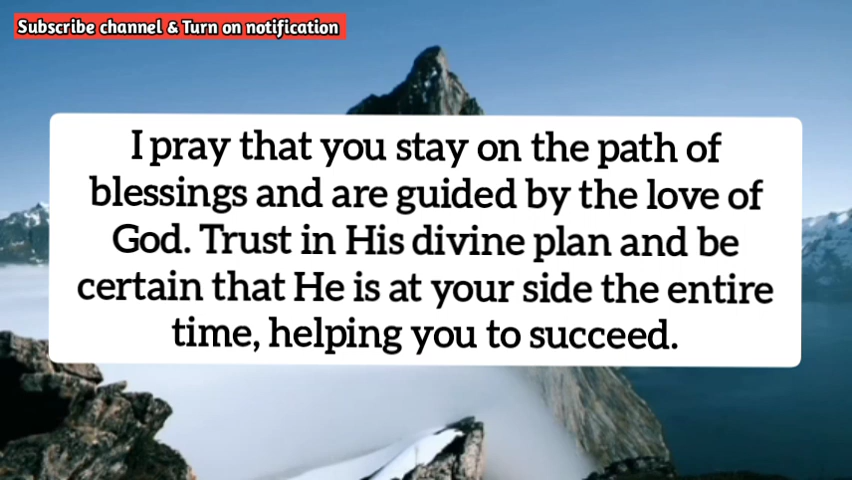 Subscribe channel & Turn on notification
I pray that you stay on the path of
blessings and are guided by the love of
God. Trust in His divine plan and be
certain that He is at your side the entire
time, helping you to succeed.